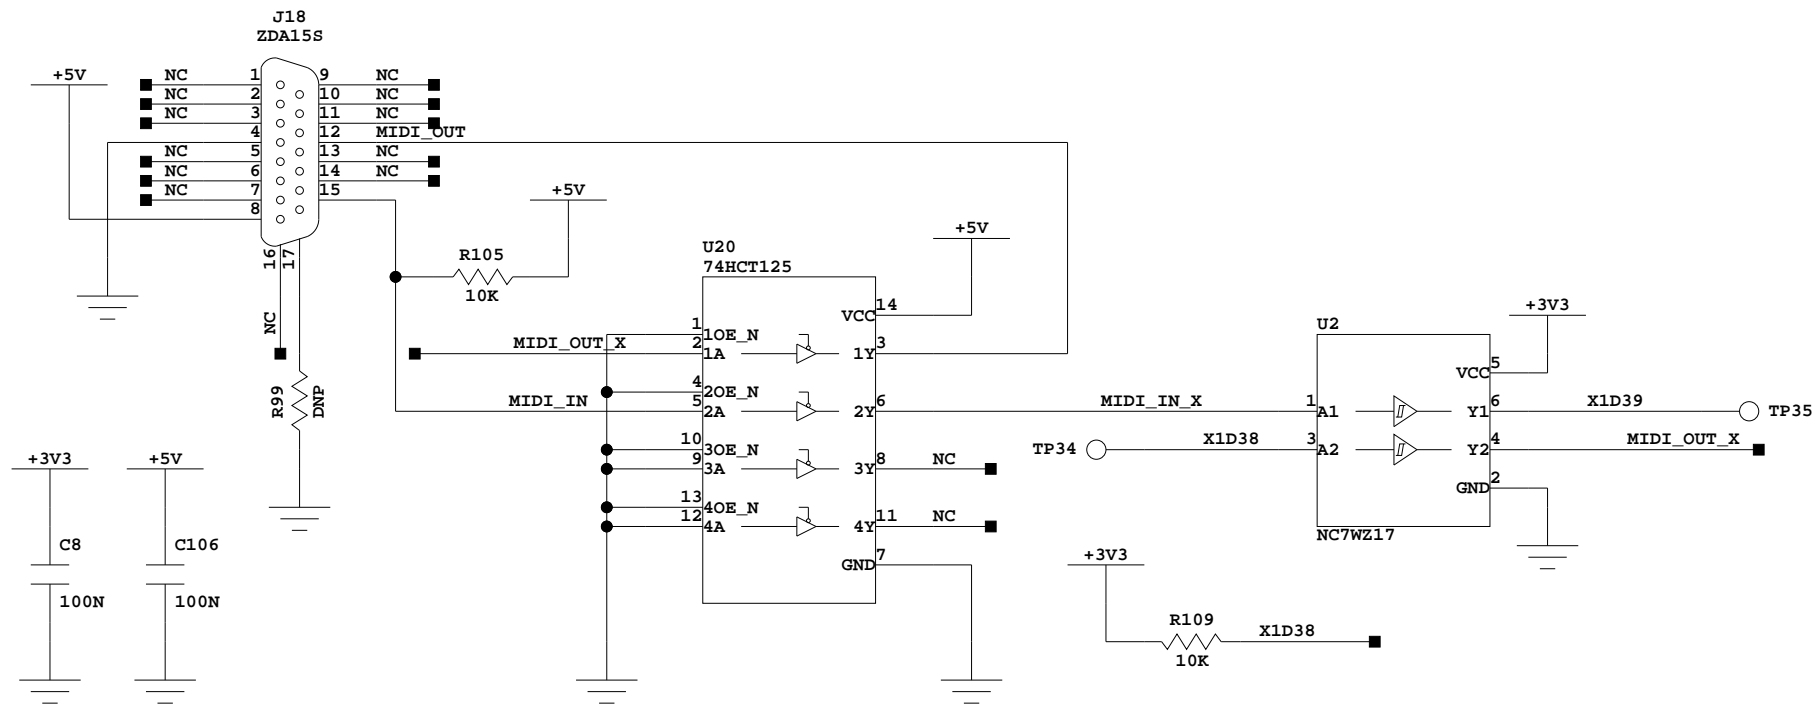 J18
ZDA15S
+5V
NC 1 9 NC
NC 2 10 NC
NC 3 11 NC
4 12 MIDI_OUT
NC 5 13 NC
NC 6 14 NC
NC 7 15
8
16
17
NC
R99
DNP
+5V
R105
10K
+5V
U20
74HCT125
14
VCC
1
1OE_N
MIDI_OUT_X 2
1A 1Y 3
4
2OE_N
MIDI_IN 5
2A 2Y 6
MIDI_IN_X
10
3OE_N
9
3A 3Y 8 NC
13
4OE_N
12
4A 4Y 11 NC
GND 7
+3V3
U2
VCC 5
1 A1 Y1 6 X1D39 TP35
TP34 X1D38 3 A2 Y2 4 MIDI_OUT_X
GND 2
NC7WZ17
+3V3
C8
100N
+5V
C106
100N
+3V3
R109
10K
X1D38